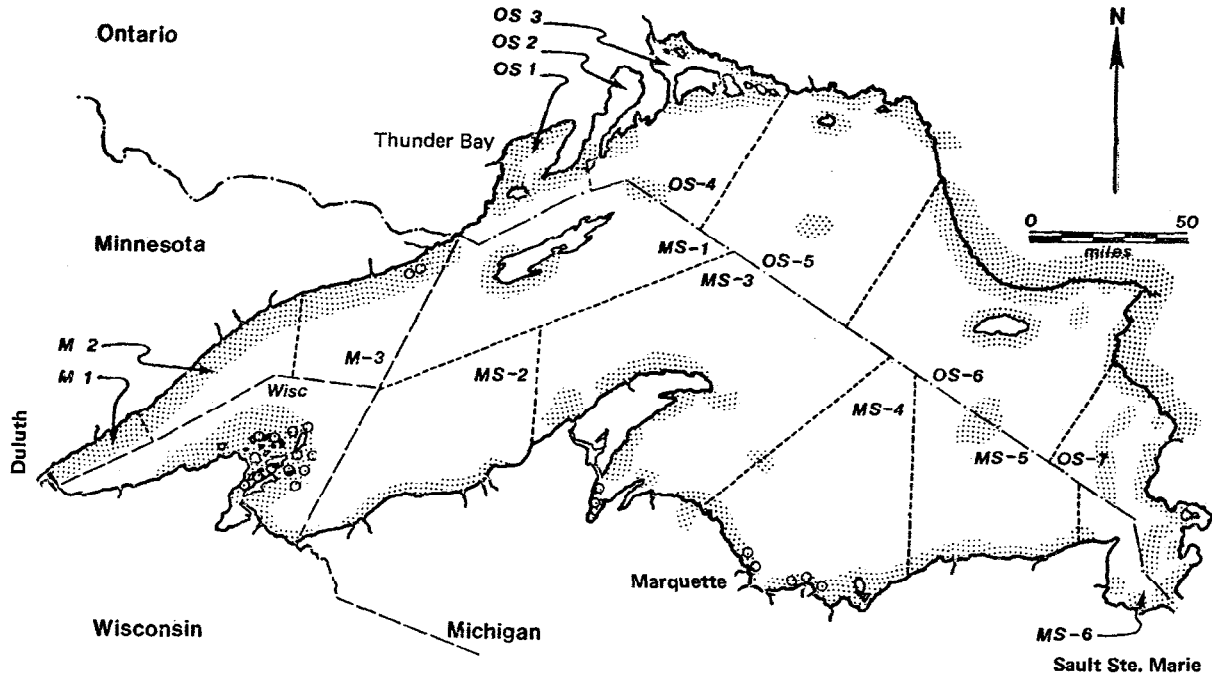 OS 3
N
Ontario
OS 2
OS 1
Thunder Bay
OS-4
0 50
miles
Minnesota
MS-1
OS-5
MS-3
M 2
M-3
MS-2
M 1
Wisc
OS-6
MS-4
Duluth
MS-5
OS-7
Marquette
Wisconsin
Michigan
MS-6
Sault Ste. Marie